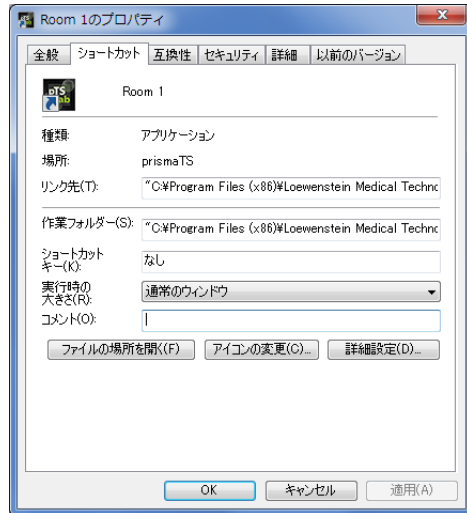 Room 1のプロパティ
全般 ショートカット 互換性 セキュリティ 詳細 以前のバージョン
pTS
lab
Room 1
種類: アプリケーション
場所: prismaTS
リンク先(T): "C:¥Program Files (x86)¥Loewenstein Medical Techno
作業フォルダー(S): "C:¥Program Files (x86)¥Loewenstein Medical Techno
ショートカット
キー(K): なし
実行時の
大きさ(R): 通常のウィンドウ
コメント(O):
ファイルの場所を開く(F) アイコンの変更(C)... 詳細設定(D)...
OK キャンセル 適用(A)